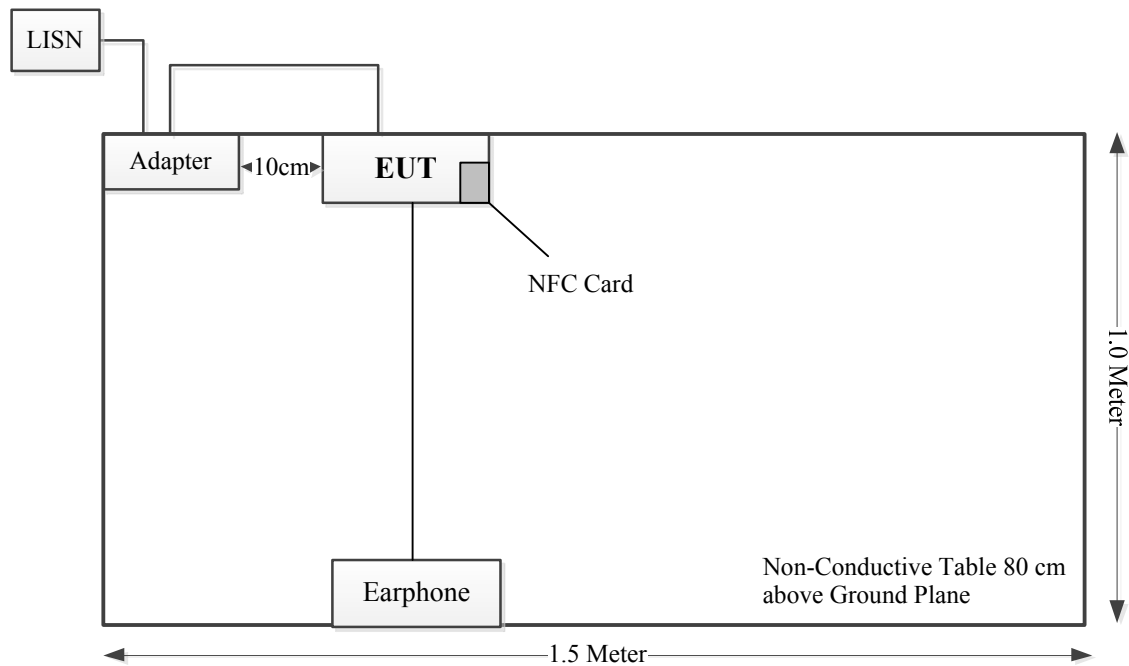 LISN
Adapter
10cm
EUT
NFC Card
1.0 Meter
Earphone
Non-Conductive Table 80 cm
above Ground Plane
1.5 Meter